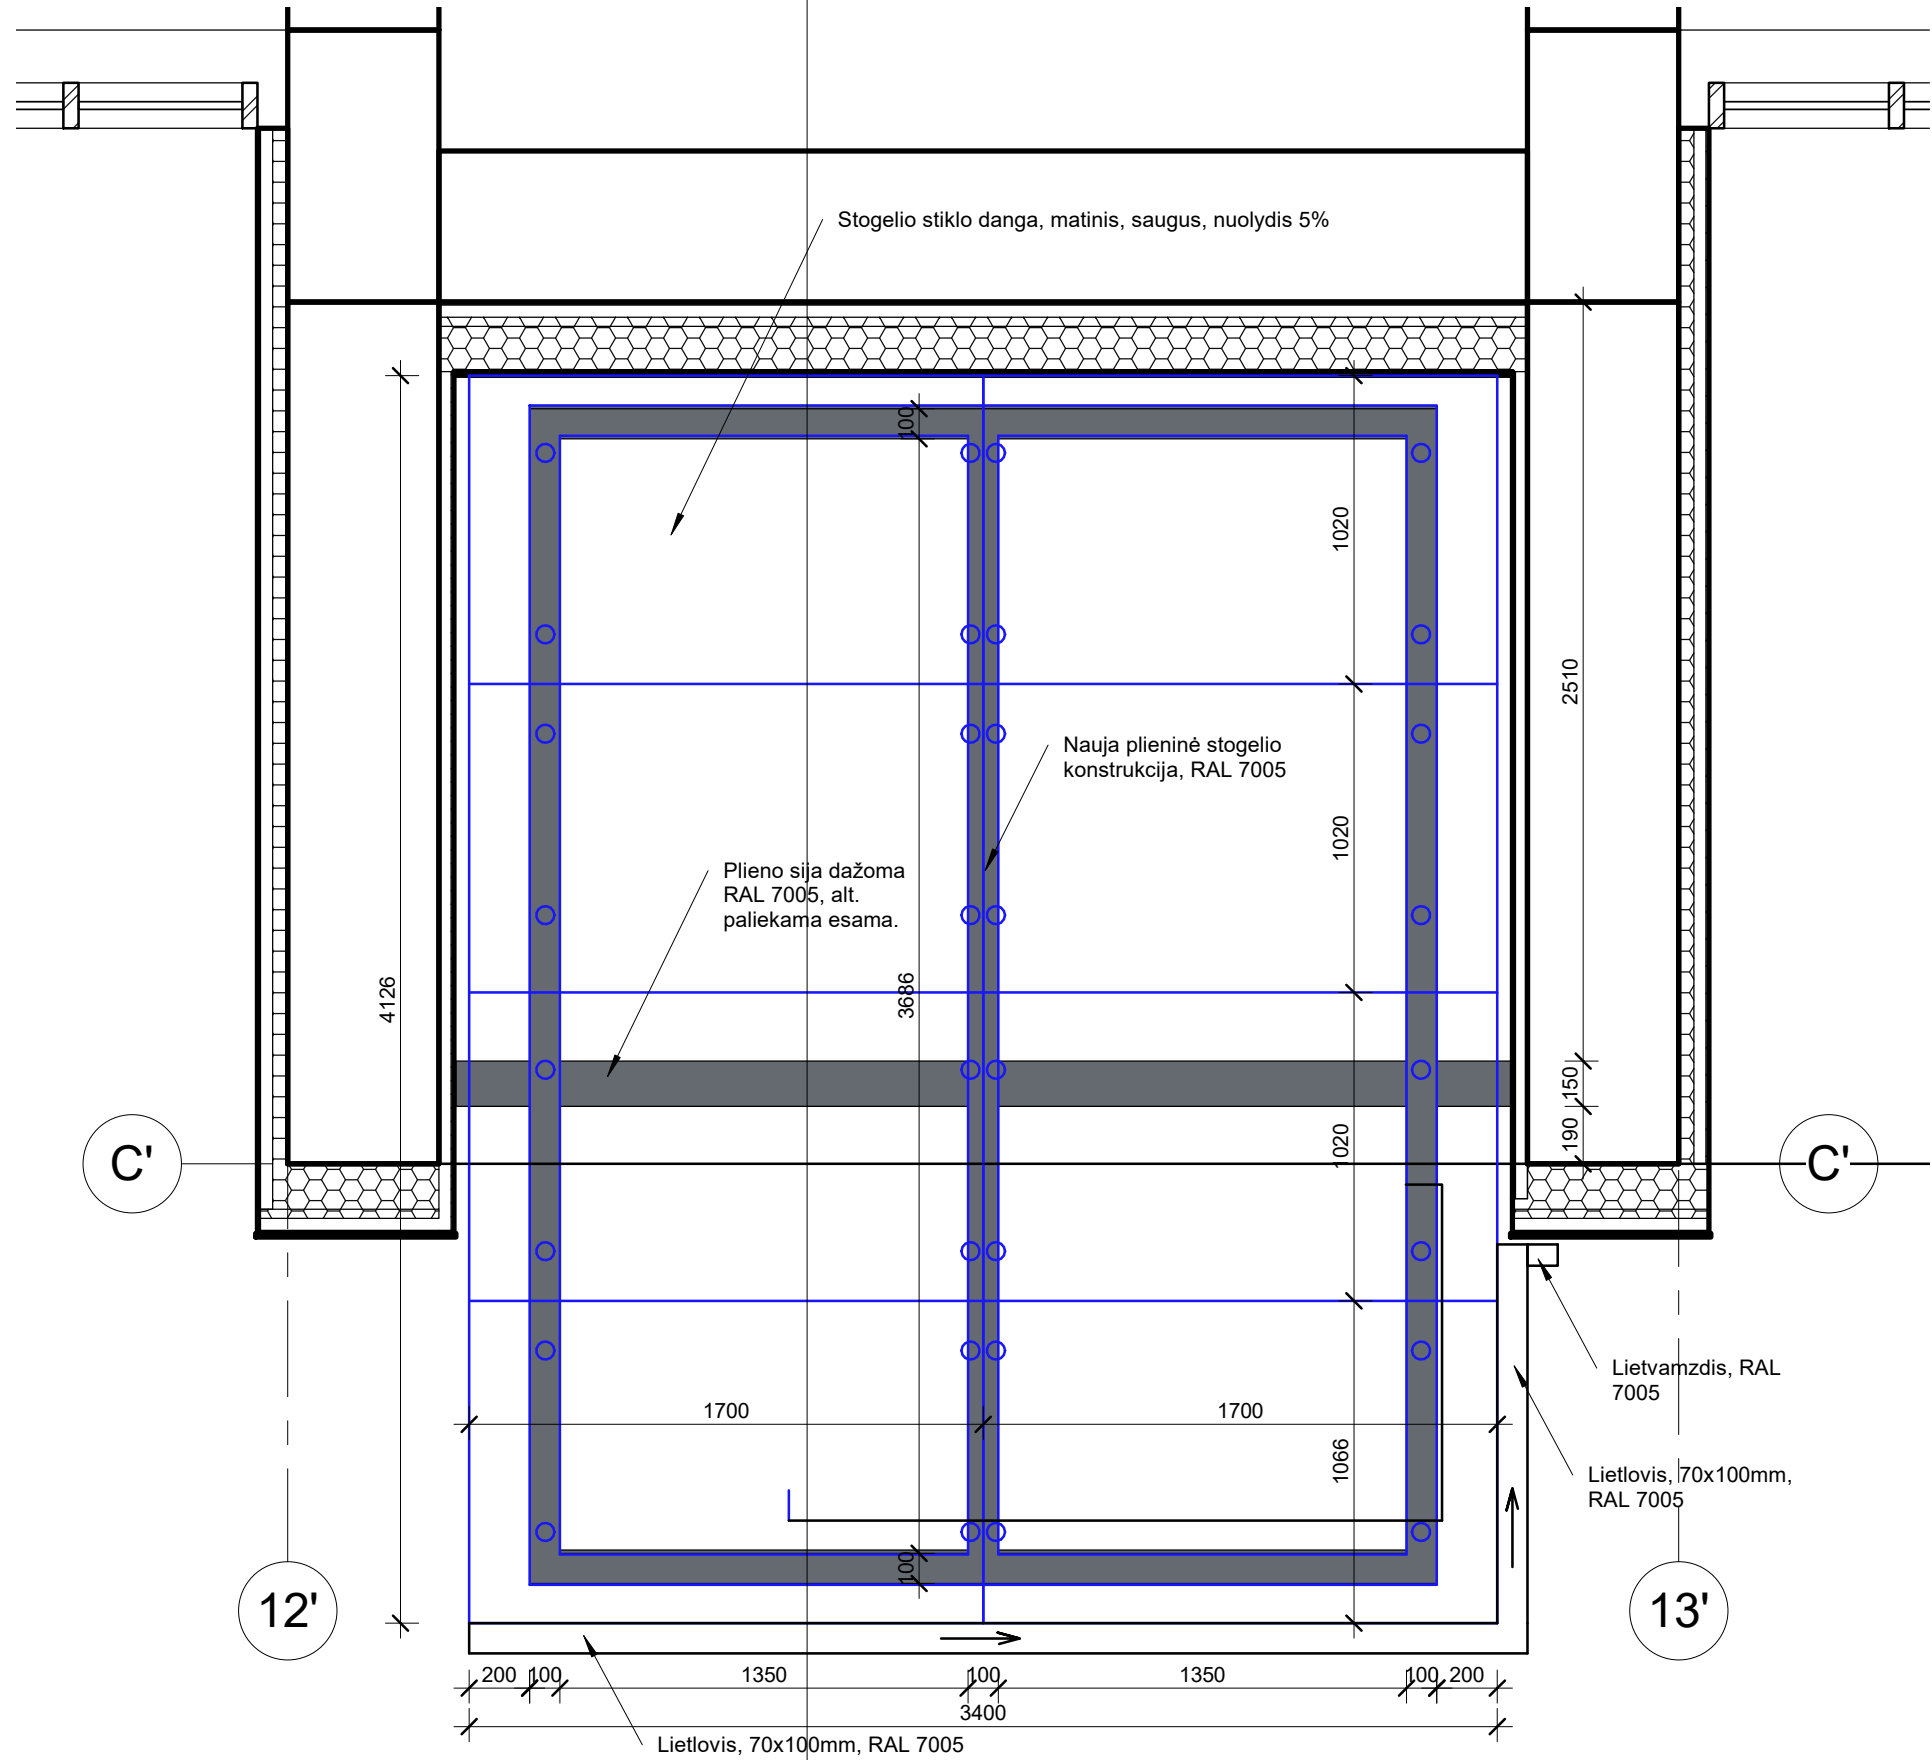 Stogelio stiklo danga, matinis, saugus, nuolydis 5%
100
1020
2510
Nauja plieninė stogelio
konstrukcija, RAL 7005
1020
Plieno sija dažoma
RAL 7005, alt.
paliekama esama.
4126
3686
150
190
1020
C'
C'
Lietvamzdis, RAL
7005
1700
1700
1066
Lietlovis, 70x100mm,
RAL 7005
100
12'
13'
200
100
1350
100
1350
100
200
3400
Lietlovis, 70x100mm, RAL 7005